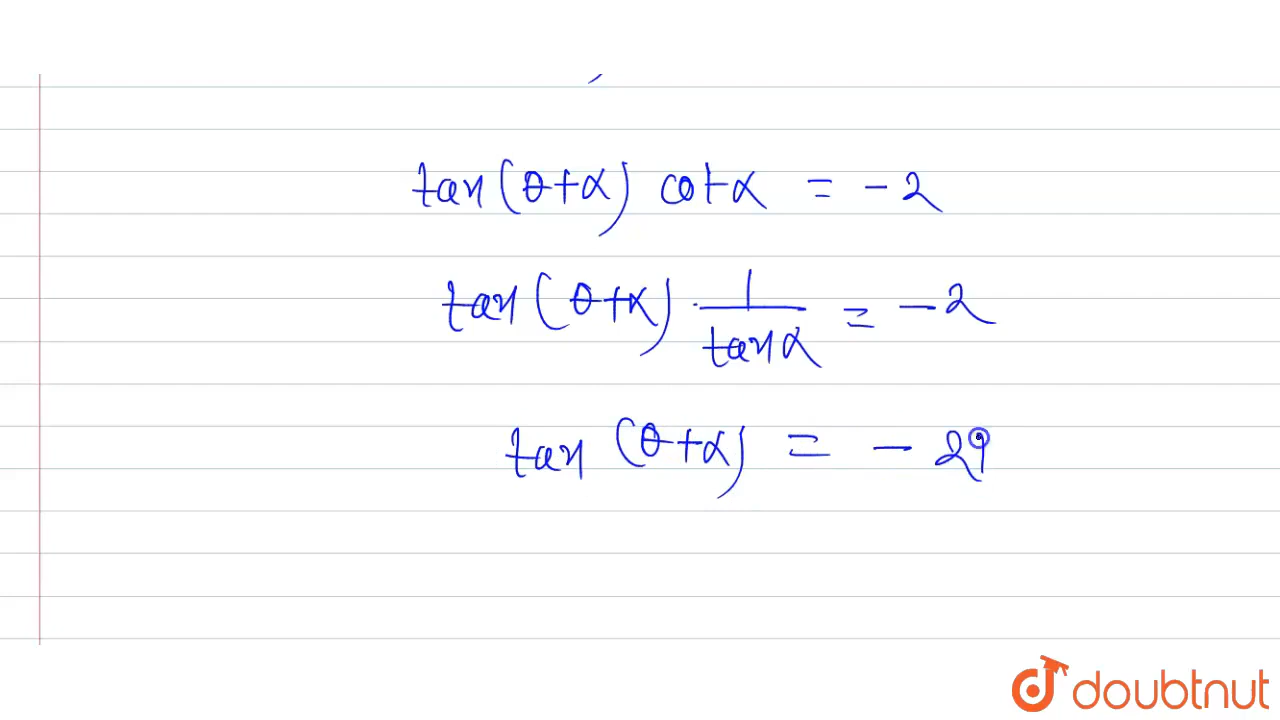 tan(θ+α) cotα = -2
tan(θ+α) · 1/tanα = -2
tan(θ+α) = - 2
doubtnut